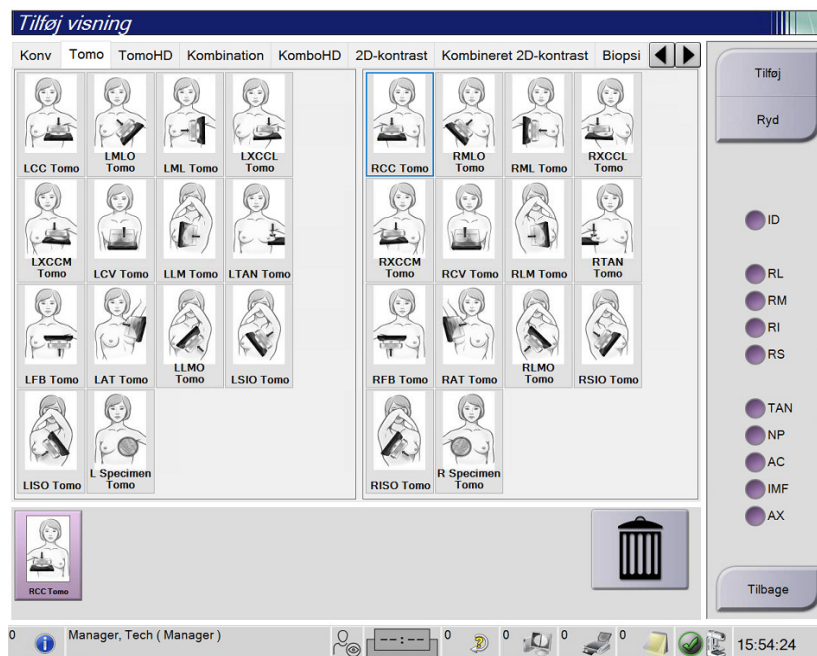 Tilføj visning
Konv Tomo TomoHD Kombination KomboHD 2D-kontrast Kombineret 2D-kontrast Biopsi
LCC Tomo
LMLO
Tomo
LML Tomo
LXCCL
Tomo
RCC Tomo
RMLO
Tomo
RML Tomo
RXCCL
Tomo
LXCCM
Tomo
LCV Tomo
LLM Tomo
LTAN Tomo
RXCCM
Tomo
RCV Tomo
RLM Tomo
RTAN
Tomo
LFB Tomo
LAT Tomo
LLMO
Tomo
LSIO Tomo
RFB Tomo
RAT Tomo
RLMO
Tomo
RSIO Tomo
LISO Tomo
L Specimen
Tomo
RISO Tomo
R Specimen
Tomo
Tilføj
Ryd
ID
RL
RM
RI
RS
TAN
NP
AC
IMF
AX
RCC Tomo
Tilbage
0
Manager, Tech ( Manager )
--:--
0
0
0
0
15:54:24